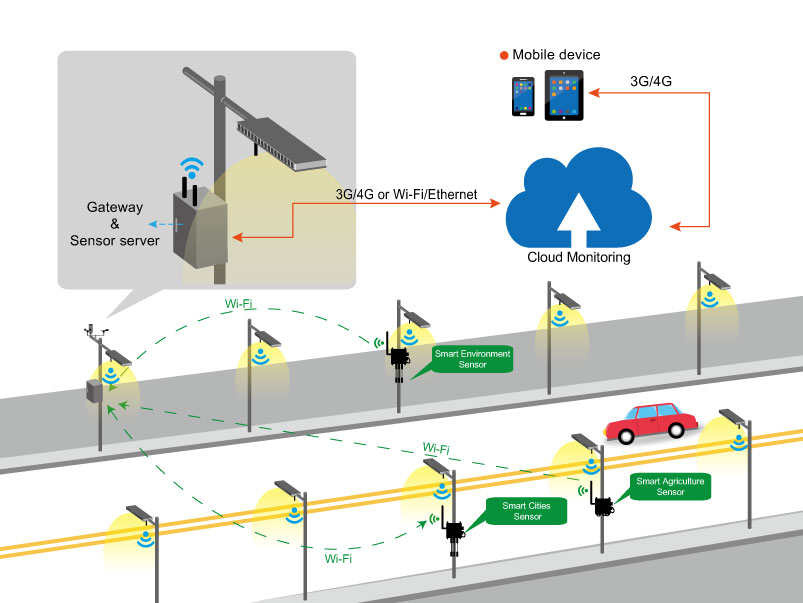 Mobile device
3G/4G
3G/4G or Wi-Fi/Ethernet
Gateway
&
Sensor server
Cloud Monitoring
Wi-Fi
Smart Environment
Sensor
Wi-Fi
Smart Agriculture
Sensor
Smart Cities
Sensor
Wi-Fi